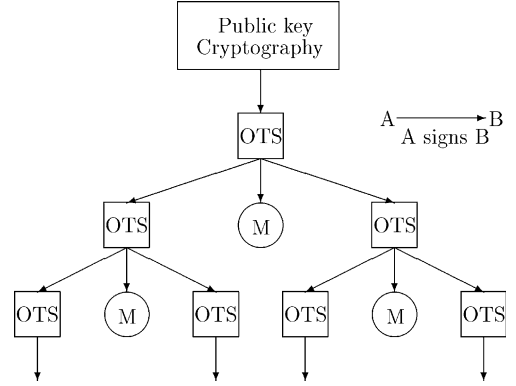 Public key
Cryptography
OTS
A B
A signs B
OTS M OTS
OTS M OTS OTS M OTS